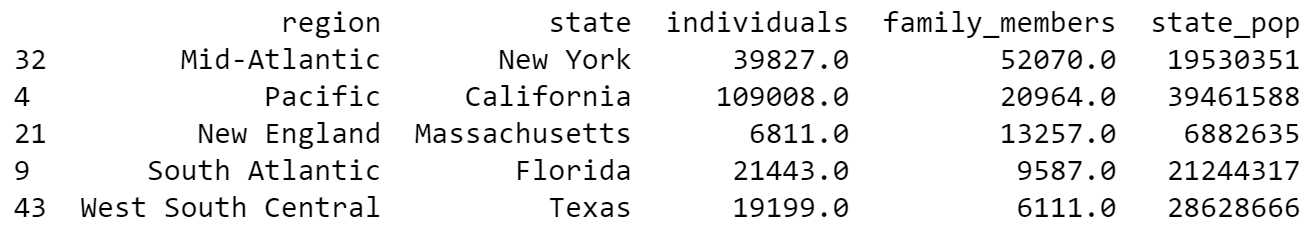 region state individuals family_members state_pop
32 Mid-Atlantic New York 39827.0 52070.0 19530351
4 Pacific California 109008.0 20964.0 39461588
21 New England Massachusetts 6811.0 13257.0 6882635
9 South Atlantic Florida 21443.0 9587.0 21244317
43 West South Central Texas 19199.0 6111.0 28628666